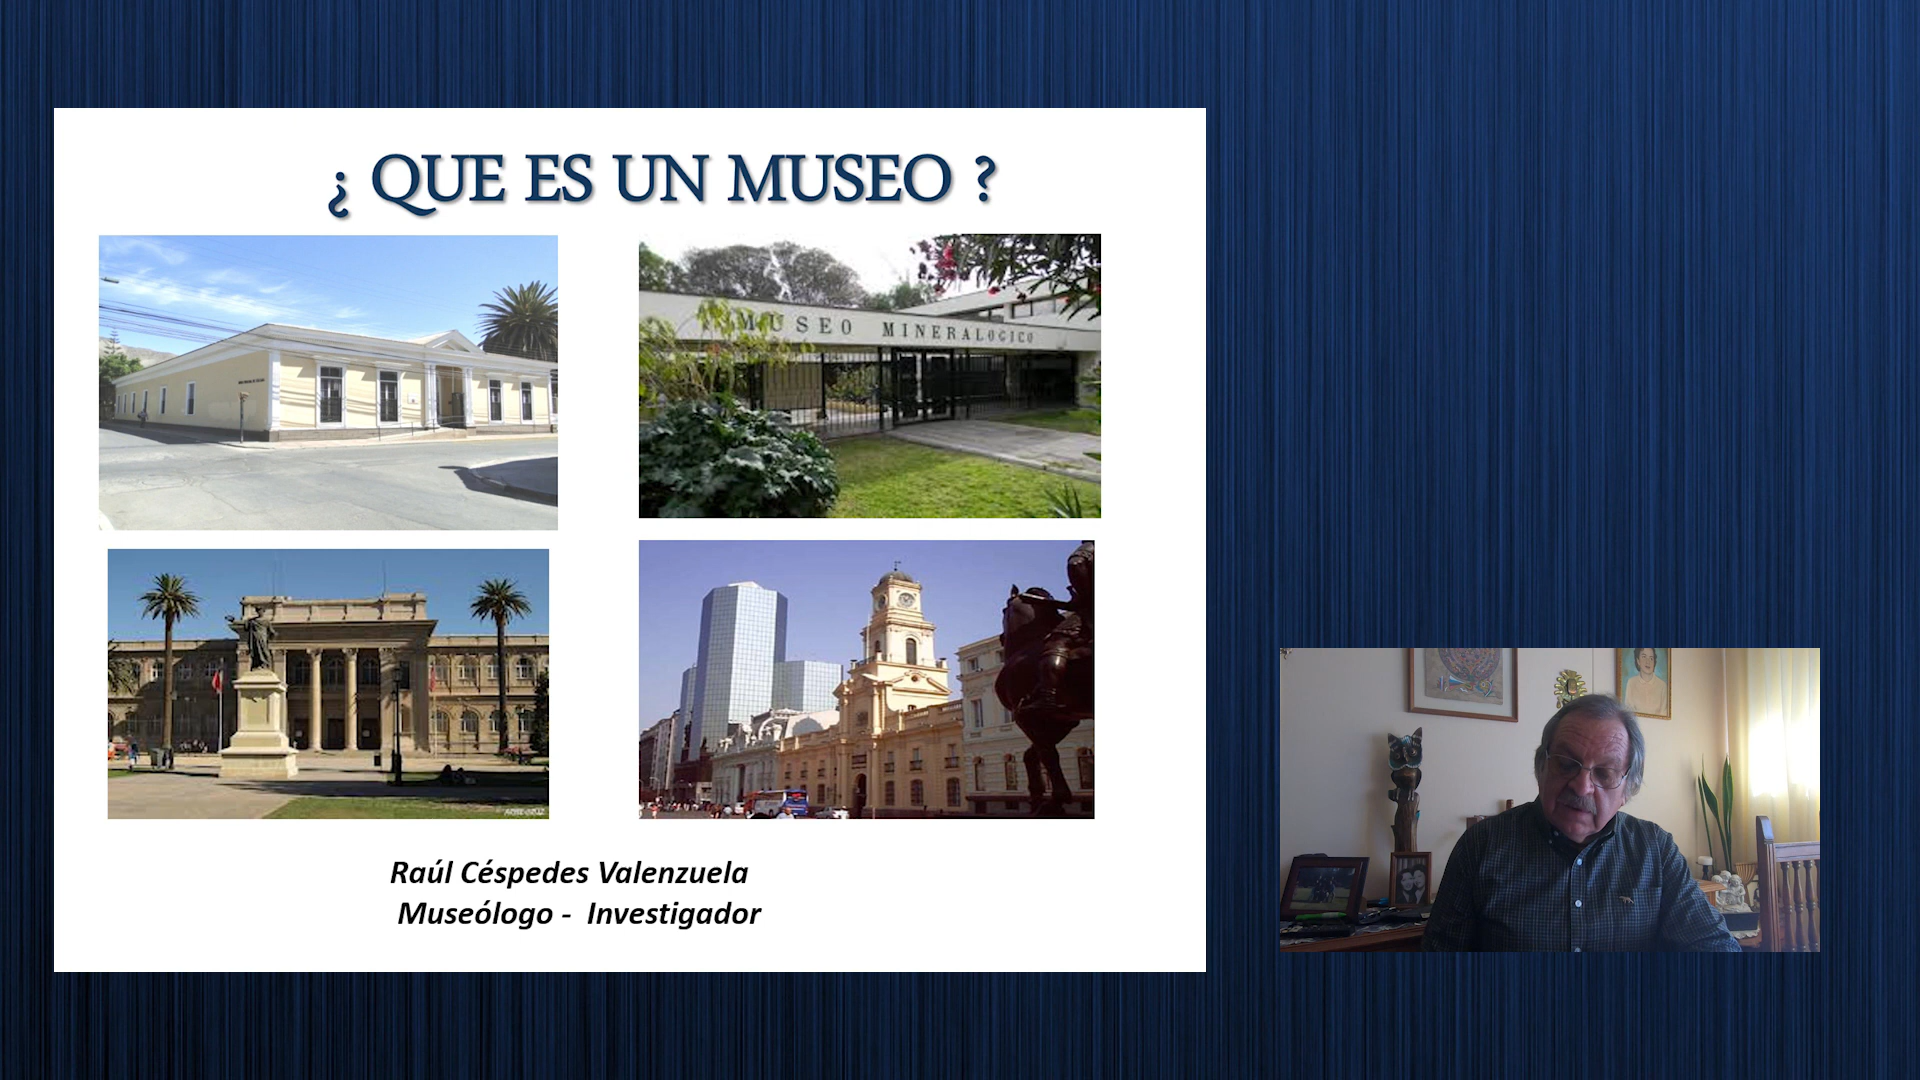 ¿ QUE ES UN MUSEO ?
MUSEO MINERALOGICO
Raúl Céspedes Valenzuela
Museólogo - Investigador